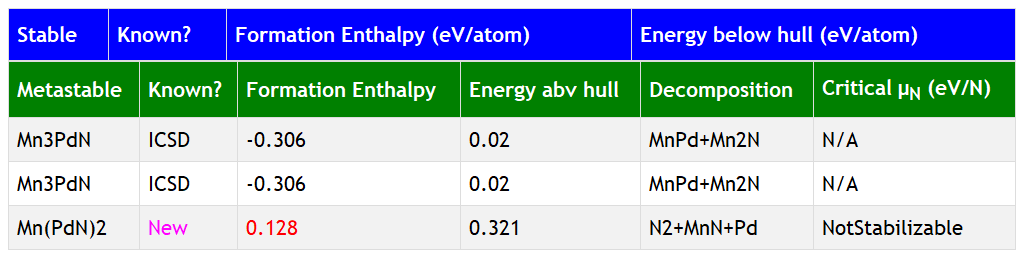 Stable Known? Formation Enthalpy (eV/atom) Energy below hull (eV/atom)
Metastable Known? Formation Enthalpy Energy abv hull Decomposition Critical μN (eV/N)
Mn3PdN ICSD -0.306 0.02 MnPd+Mn2N N/A
Mn3PdN ICSD -0.306 0.02 MnPd+Mn2N N/A
Mn(PdN)2 New 0.128 0.321 N2+MnN+Pd NotStabilizable